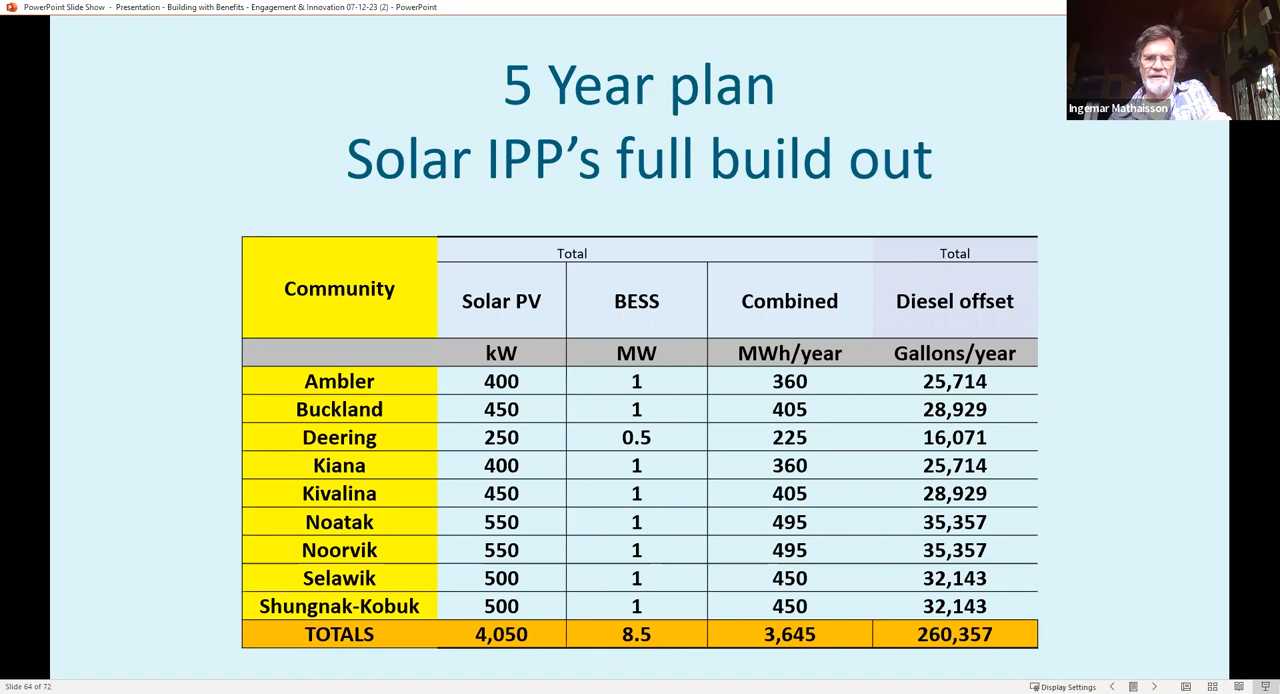 PowerPoint Slide Show - Presentation - Building with Benefits - Engagement & Innovation 07-12-23 (2) - PowerPoint
Ingemar Mathaisson
5 Year plan
Solar IPP’s full build out
Total Total
Community Solar PV BESS Combined Diesel offset
kW MW MWh/year Gallons/year
Ambler 400 1 360 25,714
Buckland 450 1 405 28,929
Deering 250 0.5 225 16,071
Kiana 400 1 360 25,714
Kivalina 450 1 405 28,929
Noatak 550 1 495 35,357
Noorvik 550 1 495 35,357
Selawik 500 1 450 32,143
Shungnak-Kobuk 500 1 450 32,143
TOTALS 4,050 8.5 3,645 260,357
Slide 64 of 72 Display Settings